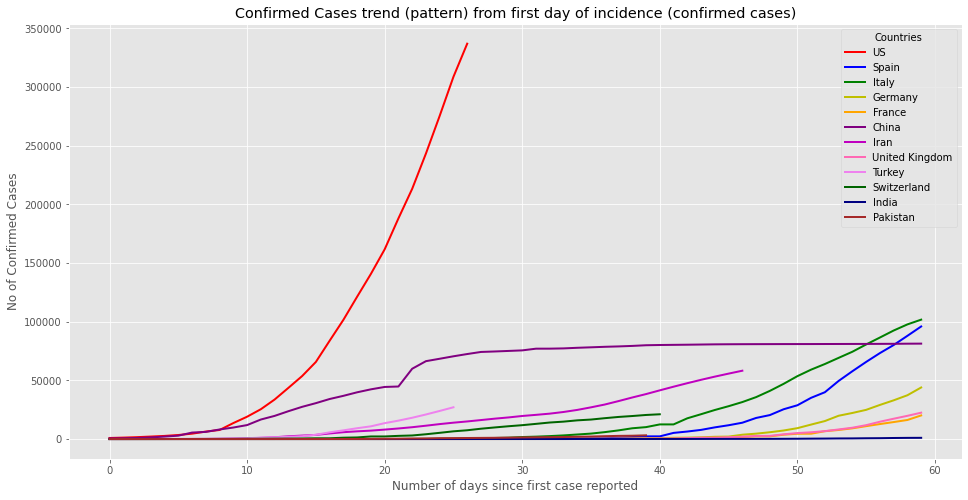 Confirmed Cases trend (pattern) from first day of incidence (confirmed cases)
No of Confirmed Cases
350000
300000
250000
200000
150000
100000
50000
0
Countries
US
Spain
Italy
Germany
France
China
Iran
United Kingdom
Turkey
Switzerland
India
Pakistan
0 10 20 30 40 50 60
Number of days since first case reported